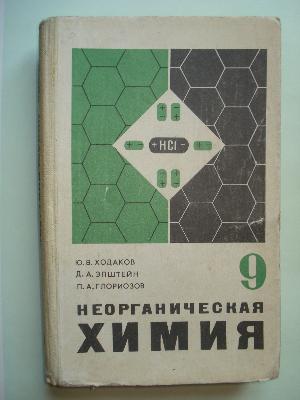 + HCl -
Ю.В. ХОДАКОВ
Д.А. ЭПШТЕЙН
П.А. ГЛОРИОЗОВ
9
НЕОРГАНИЧЕСКАЯ
ХИМИЯ